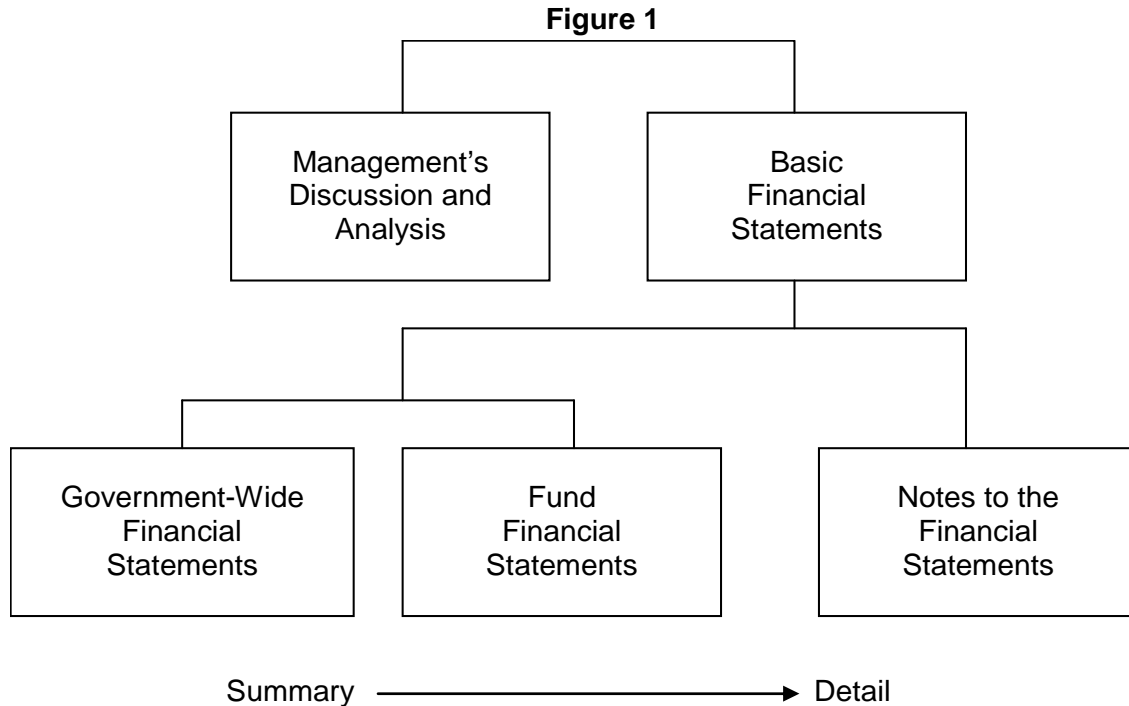 Figure 1
Management’s
Discussion and
Analysis
Basic
Financial
Statements
Government-Wide
Financial
Statements
Fund
Financial
Statements
Notes to the
Financial
Statements
Summary
Detail